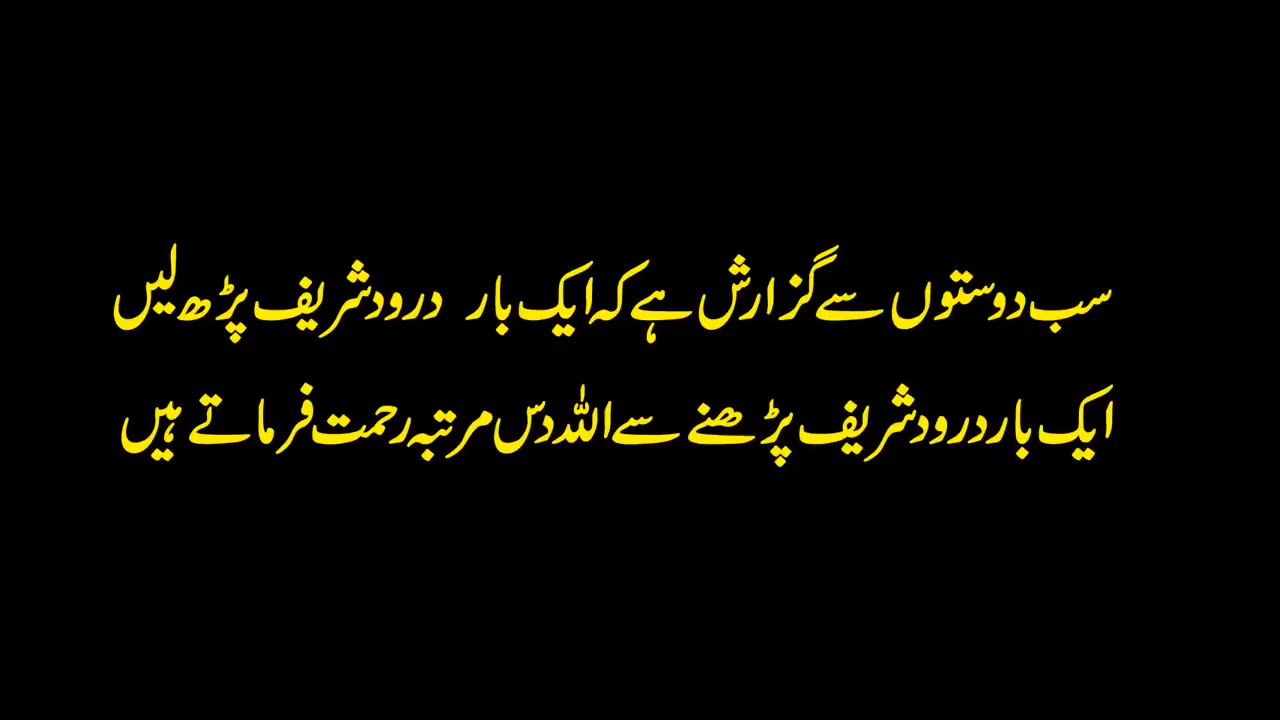 سب دوستوں سے گزارش ہے کہ ایک بار درود شریف پڑھ لیں
ایک بار درود شریف پڑھنے سے اللہ دس مرتبہ رحمت فرماتے ہیں